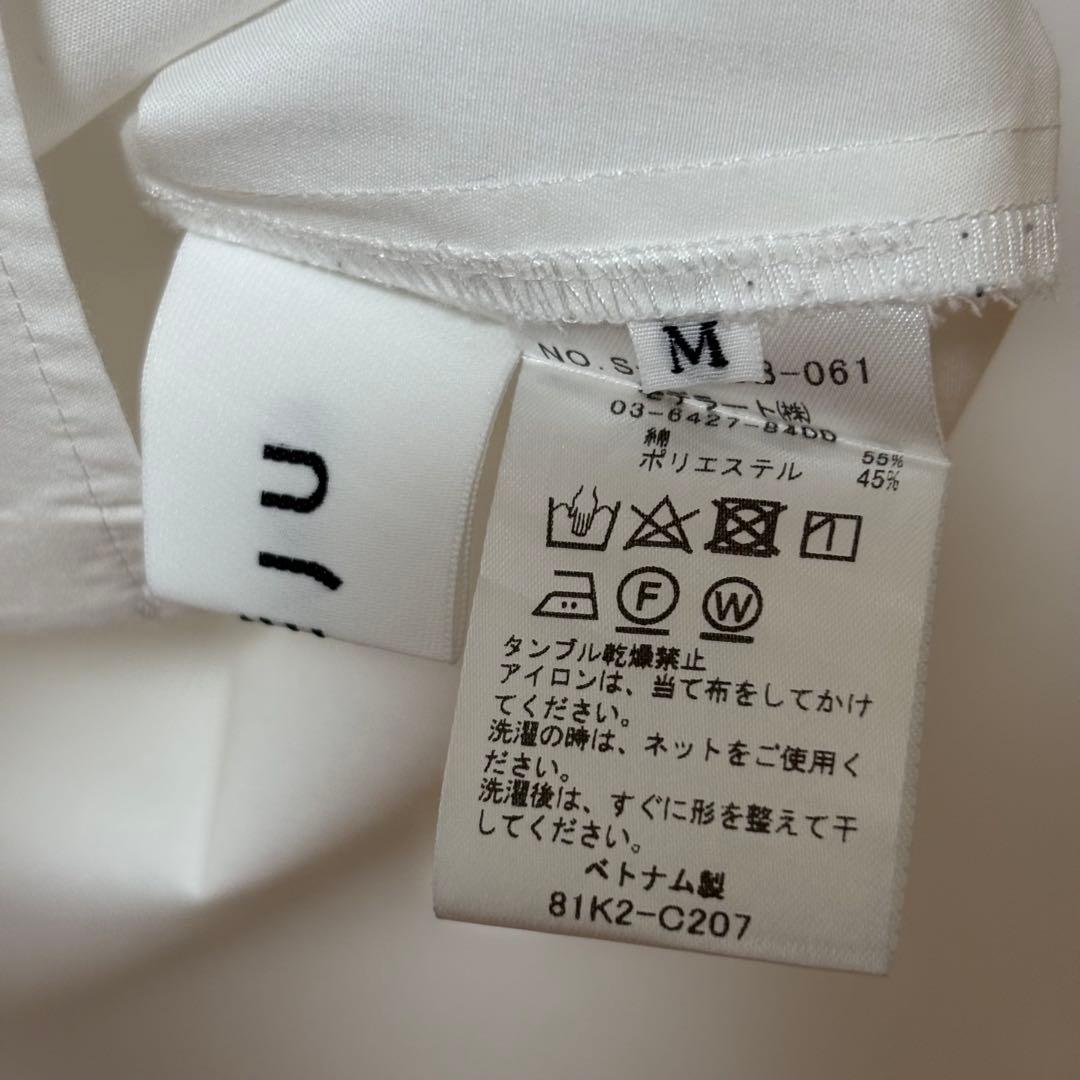 M
NO.S
-061
ラート㈱
03-6427-8400
綿 55%
ポリエステル 45%
F
W
タンブル乾燥禁止
アイロンは、当て布をしてかけ
てください。
洗濯の時は、ネットをご使用く
ださい。
洗濯後は、すぐに形を整えて干
してください。
ベトナム製
81K2-C207